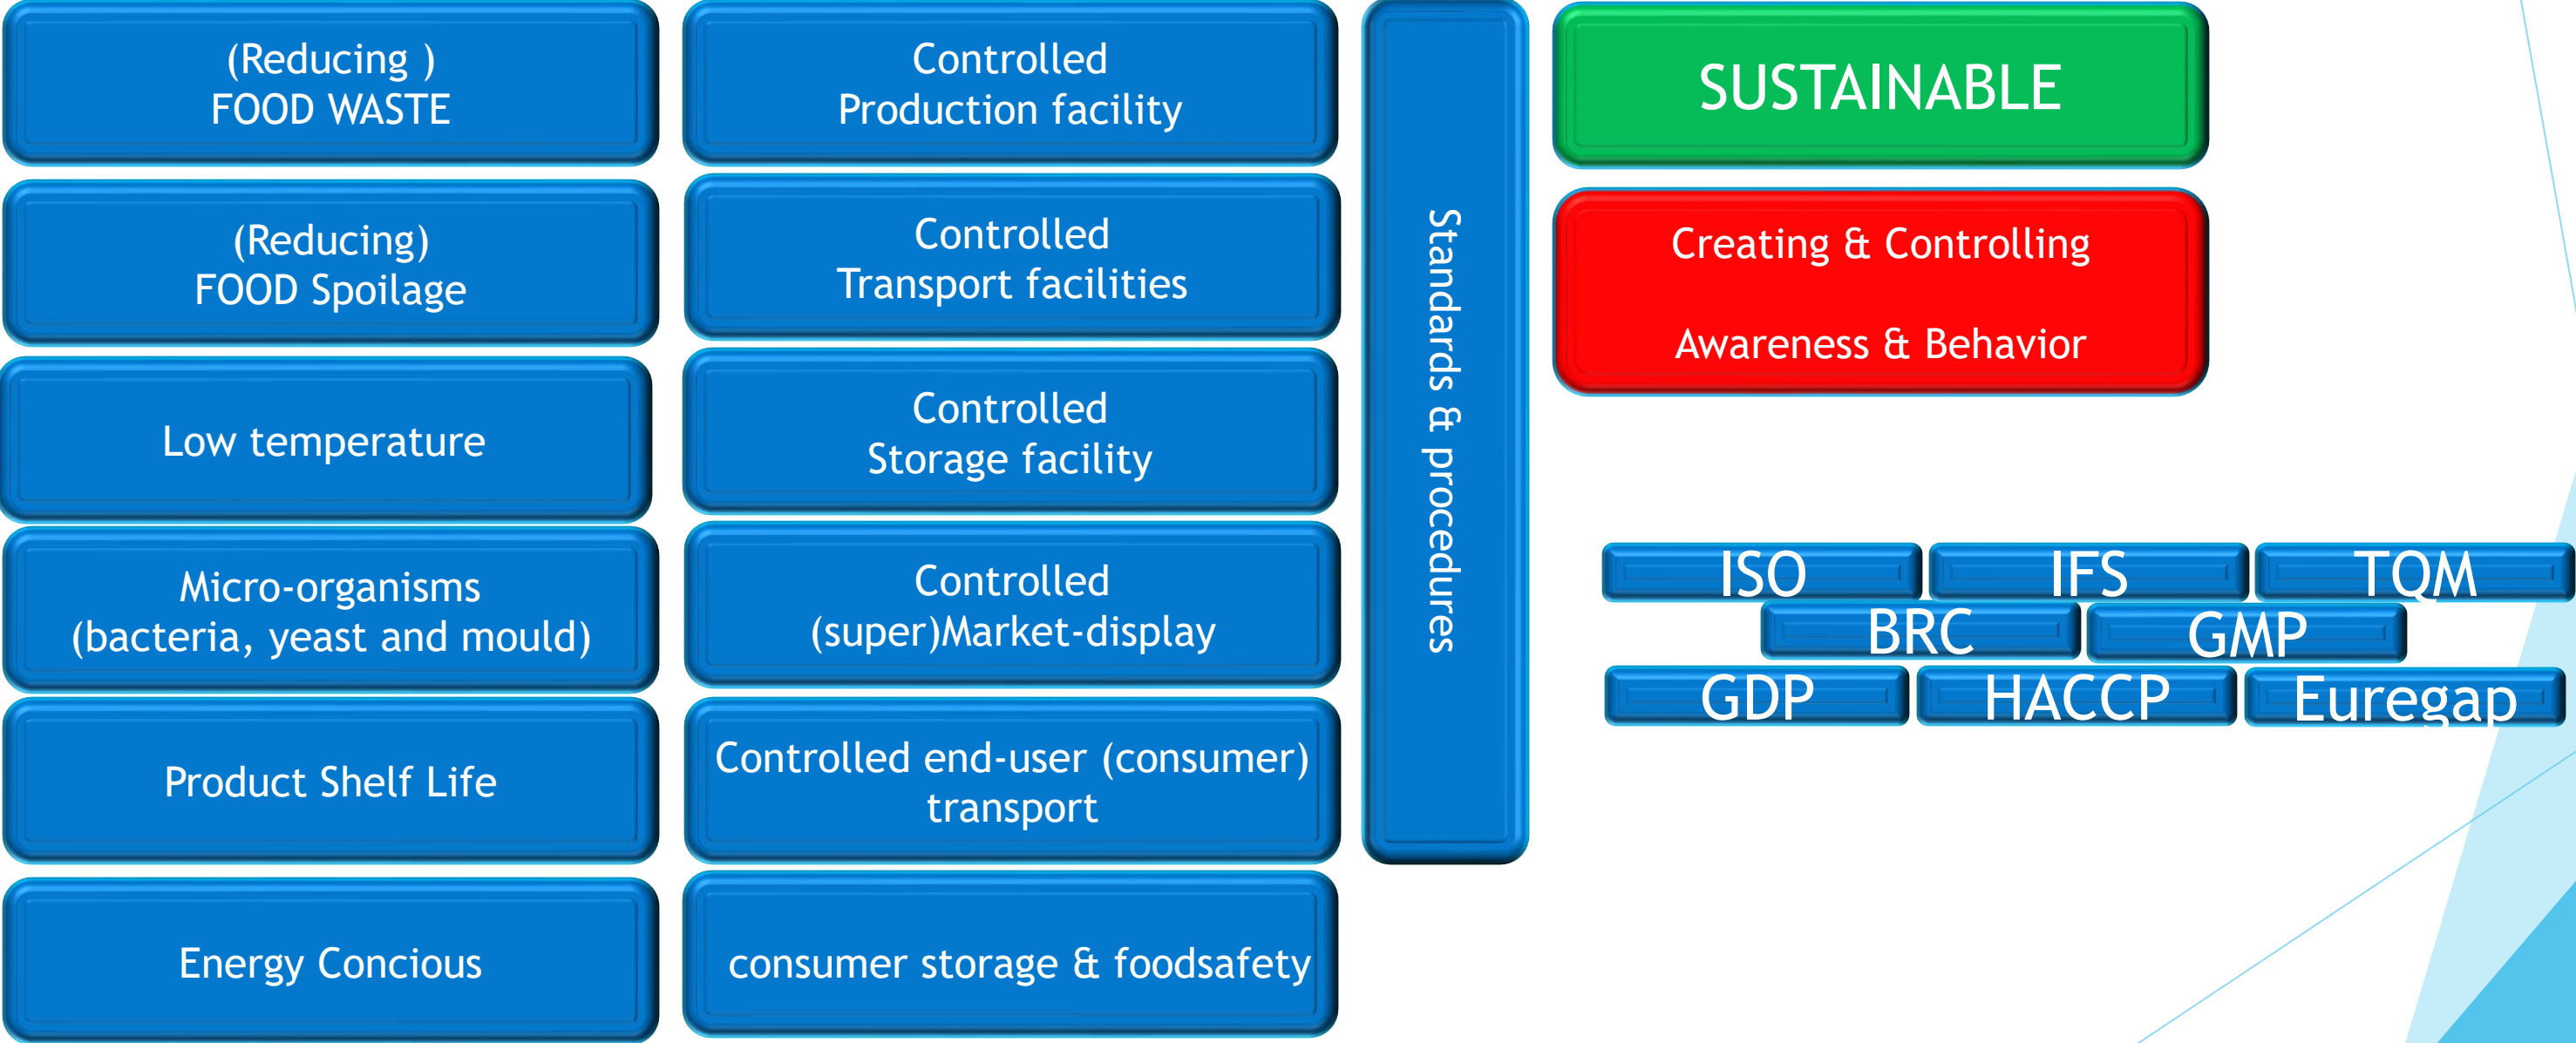 (Reducing )
FOOD WASTE
(Reducing)
FOOD Spoilage
Low temperature
Micro-organisms
(bacteria, yeast and mould)
Product Shelf Life
Energy Concious
Controlled
Production facility
Controlled
Transport facilities
Controlled
Storage facility
Controlled
(super)Market-display
Controlled end-user (consumer)
transport
consumer storage & foodsafety
Standards & procedures
SUSTAINABLE
Creating & Controlling
Awareness & Behavior
ISO
IFS
TQM
BRC
GMP
GDP
HACCP
Euregap